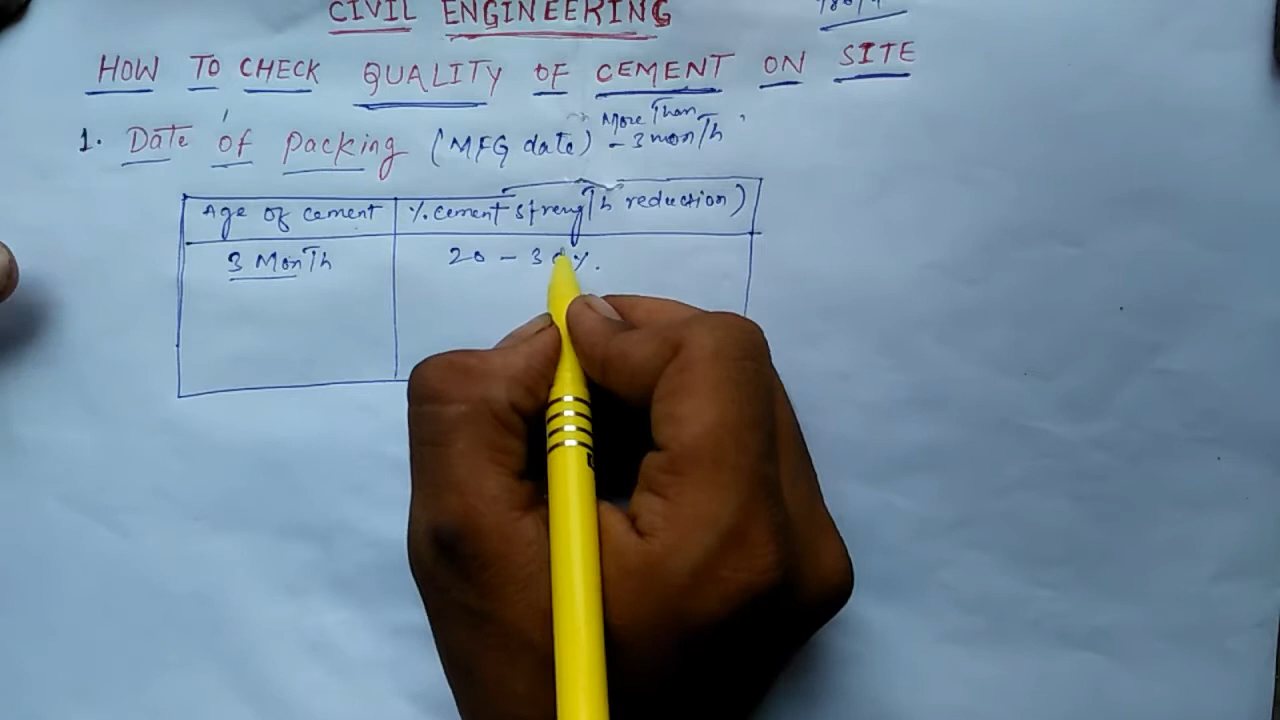 CIVIL ENGINEERING
HOW TO CHECK QUALITY OF CEMENT ON SITE
More Than
1. Date of packing (MFG date) - 3 month
Age of cement % cement strength reduction)
3 Month 20 - 30%.